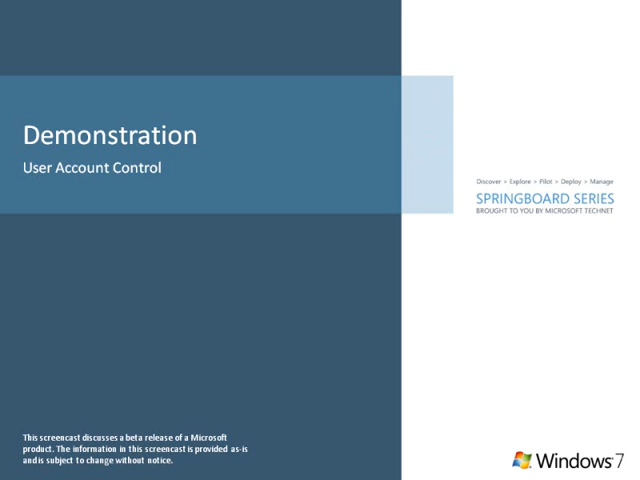 Demonstration
User Account Control
Discover > Explore > Pilot > Deploy > Manage
SPRINGBOARD SERIES
BROUGHT TO YOU BY MICROSOFT TECHNET
This screencast discusses a beta release of a Microsoft
product. The information in this screencast is provided as-is
and is subject to change without notice.
Windows 7